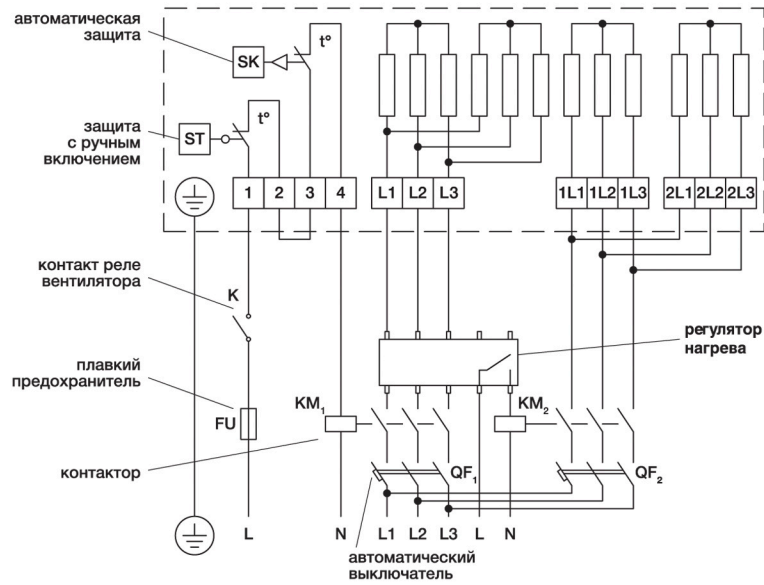 автоматическая
защита
SK
t°
защита
с ручным
включением
ST
t°
1 2 3 4
L1 L2 L3
1L1 1L2 1L3
2L1 2L2 2L3
контакт реле
вентилятора
K
регулятор
нагрева
плавкий
предохранитель
FU
KM₁
KM₂
контактор
QF₁
QF₂
L N L1 L2 L3 L N
автоматический
выключатель